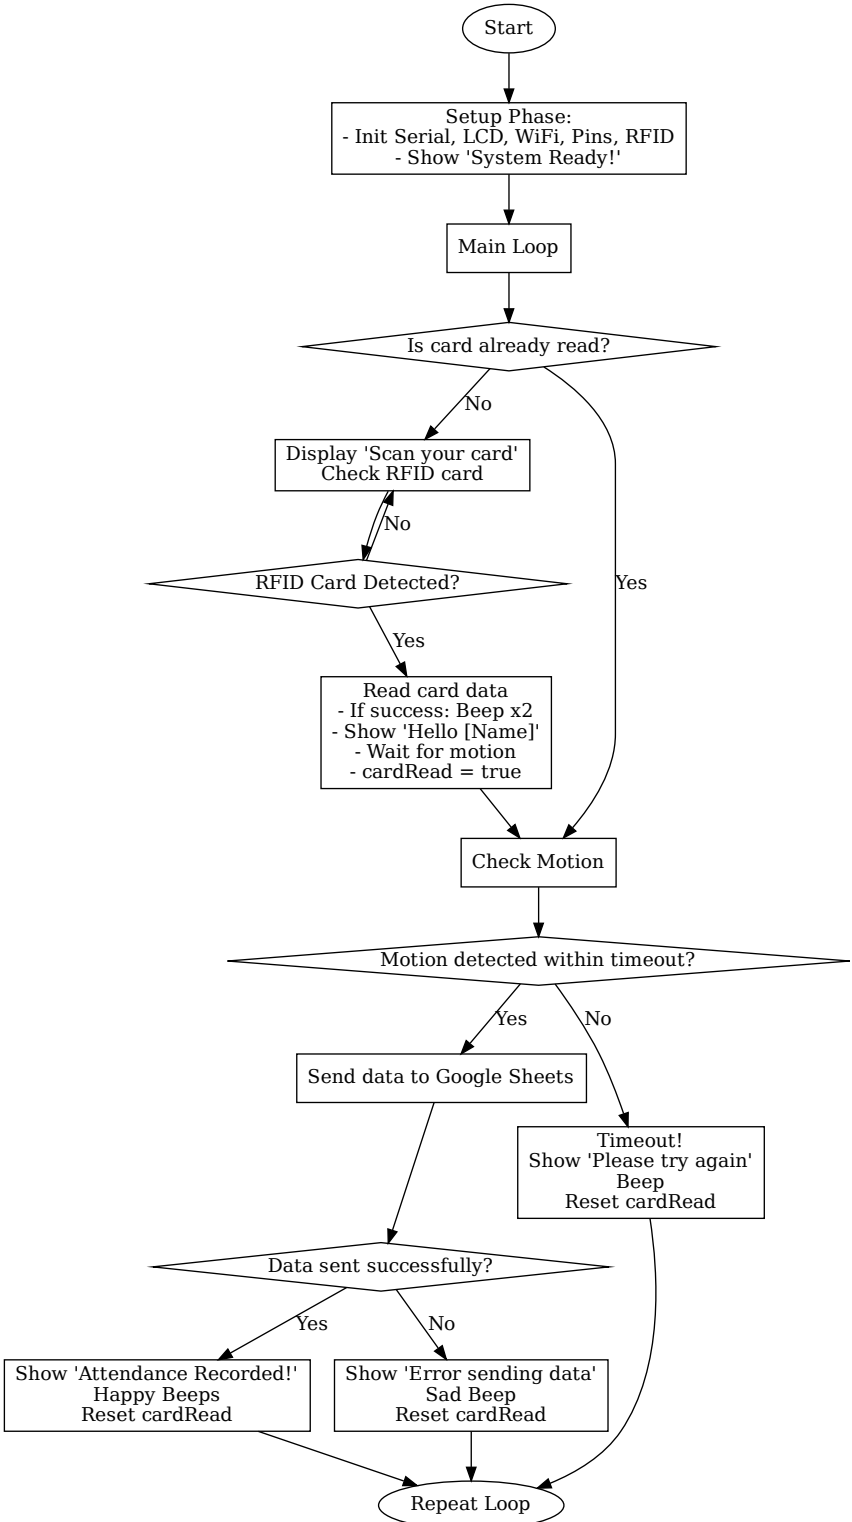 Start
Setup Phase:
- Init Serial, LCD, WiFi, Pins, RFID
- Show 'System Ready!'
Main Loop
Is card already read?
No
Display 'Scan your card'
Check RFID card
No
RFID Card Detected?
Yes
Yes
Read card data
- If success: Beep x2
- Show 'Hello [Name]'
- Wait for motion
- cardRead = true
Check Motion
Motion detected within timeout?
Yes
No
Send data to Google Sheets
Timeout!
Show 'Please try again'
Beep
Reset cardRead
Data sent successfully?
Yes
No
Show 'Attendance Recorded!'
Happy Beeps
Reset cardRead
Show 'Error sending data'
Sad Beep
Reset cardRead
Repeat Loop